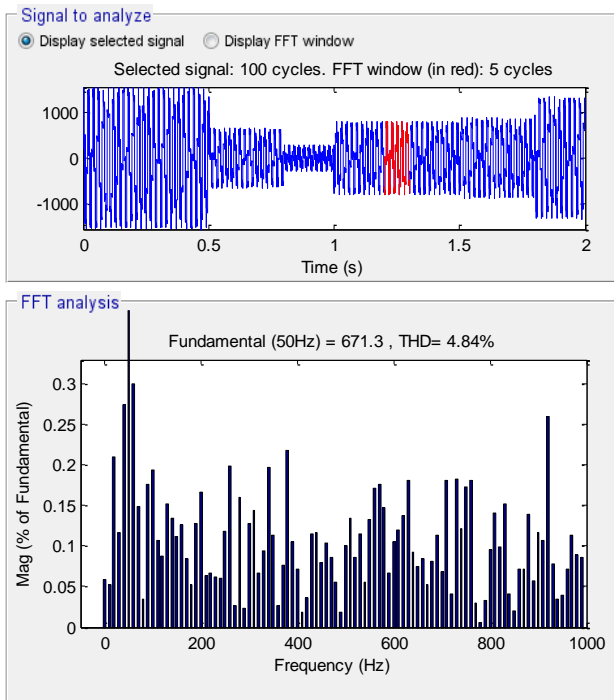 Signal to analyze
Display selected signal Display FFT window
Selected signal: 100 cycles. FFT window (in red): 5 cycles
1000
0
-1000
0 0.5 1 1.5 2
Time (s)
FFT analysis
Fundamental (50Hz) = 671.3 , THD= 4.84%
0.3
0.25
0.2
0.15
0.1
0.05
0
Mag (% of Fundamental)
0 200 400 600 800 1000
Frequency (Hz)